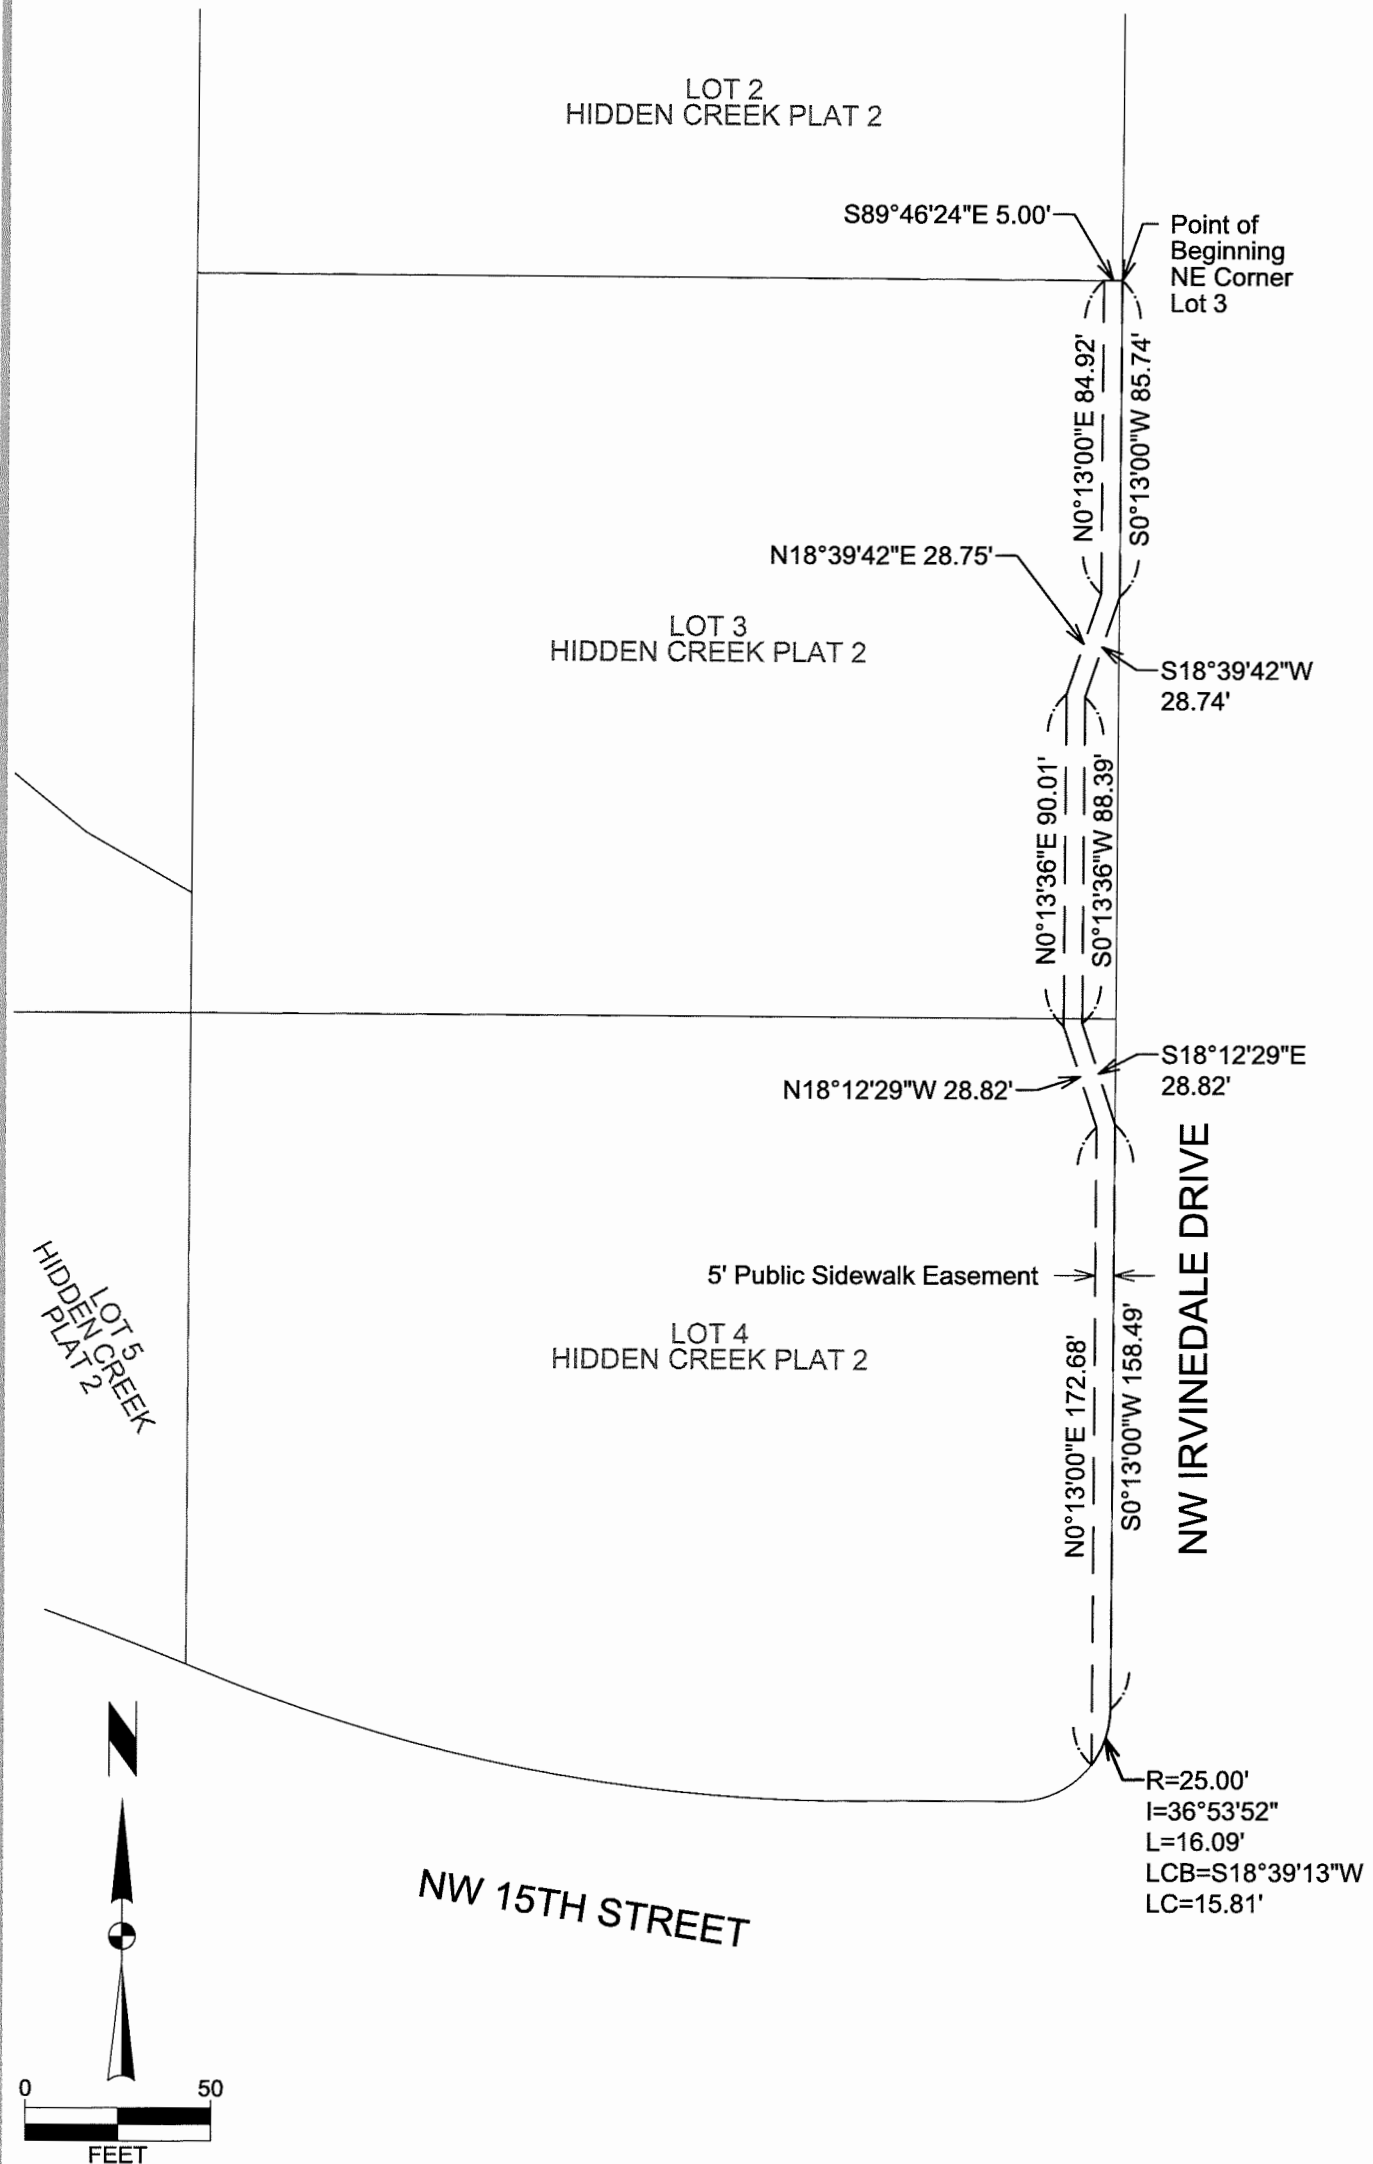 LOT 2
HIDDEN CREEK PLAT 2
S89°46'24"E 5.00'
Point of
Beginning
NE Corner
Lot 3
N0°13'00"E 84.92'
S0°13'00"W 85.74'
N18°39'42"E 28.75'
LOT 3
HIDDEN CREEK PLAT 2
S18°39'42"W
28.74'
N0°13'36"E 90.01'
S0°13'36"W 88.39'
S18°12'29"E
28.82'
N18°12'29"W 28.82'
NW IRVINEDALE DRIVE
LOT 5
HIDDEN CREEK
PLAT 2
5' Public Sidewalk Easement
LOT 4
HIDDEN CREEK PLAT 2
N0°13'00"E 172.68'
S0°13'00"W 158.49'
R=25.00'
I=36°53'52"
L=16.09'
LCB=S18°39'13"W
LC=15.81'
NW 15TH STREET
N
0 50
FEET